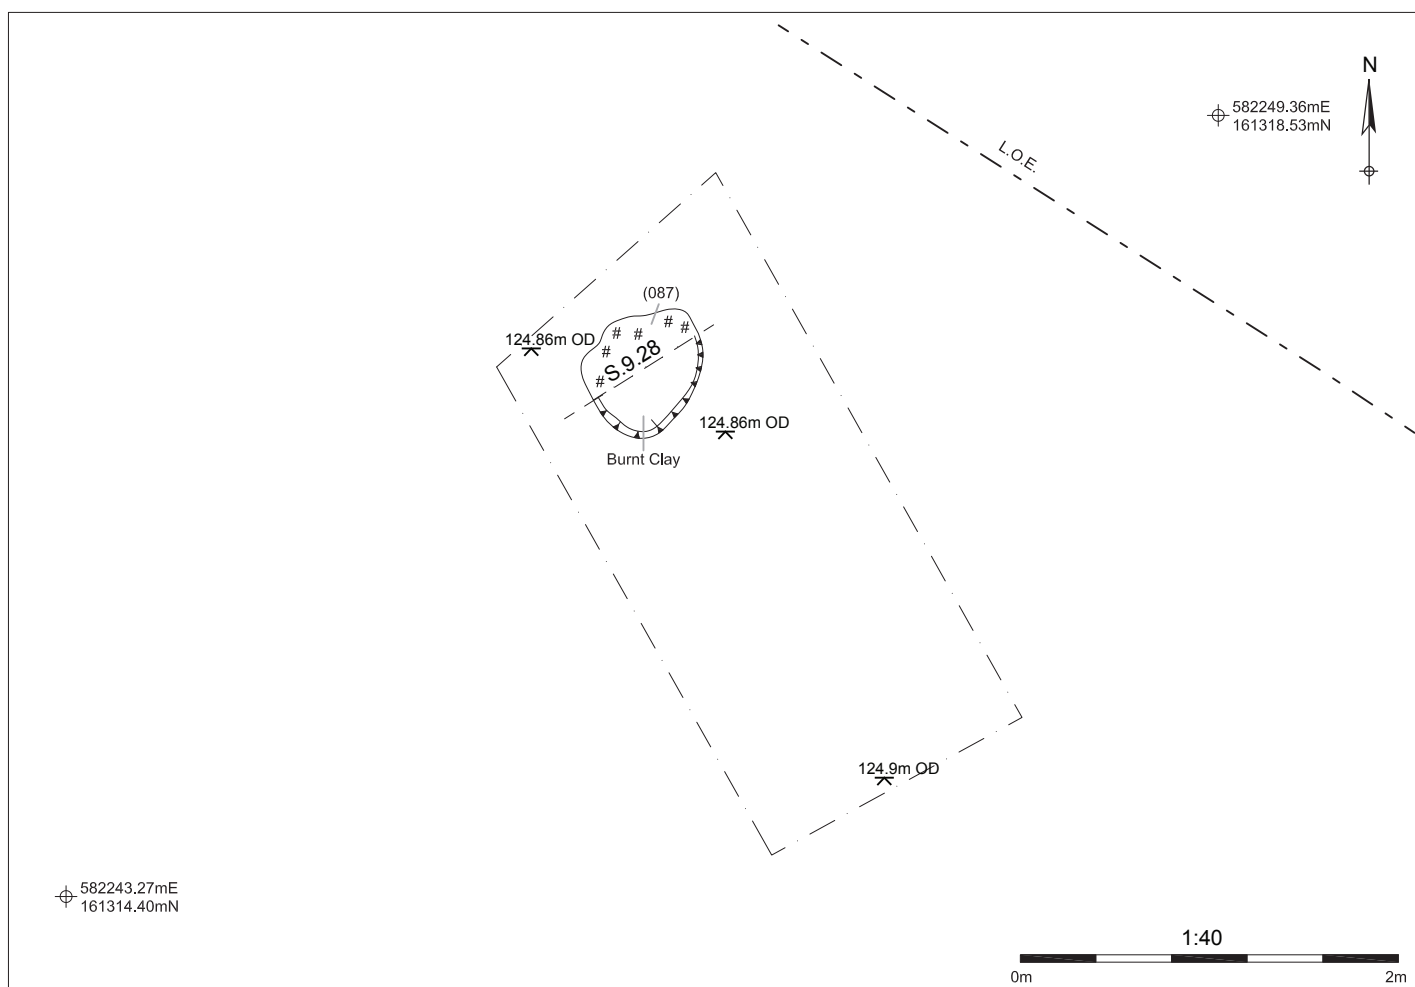 N
582249.36mE
161318.53mN
L.O.E.
(087)
# # # # # # #
124.86m OD
S.9.28
124.86m OD
Burnt Clay
124.9m OD
582243.27mE
161314.40mN
1:40
0m
2m